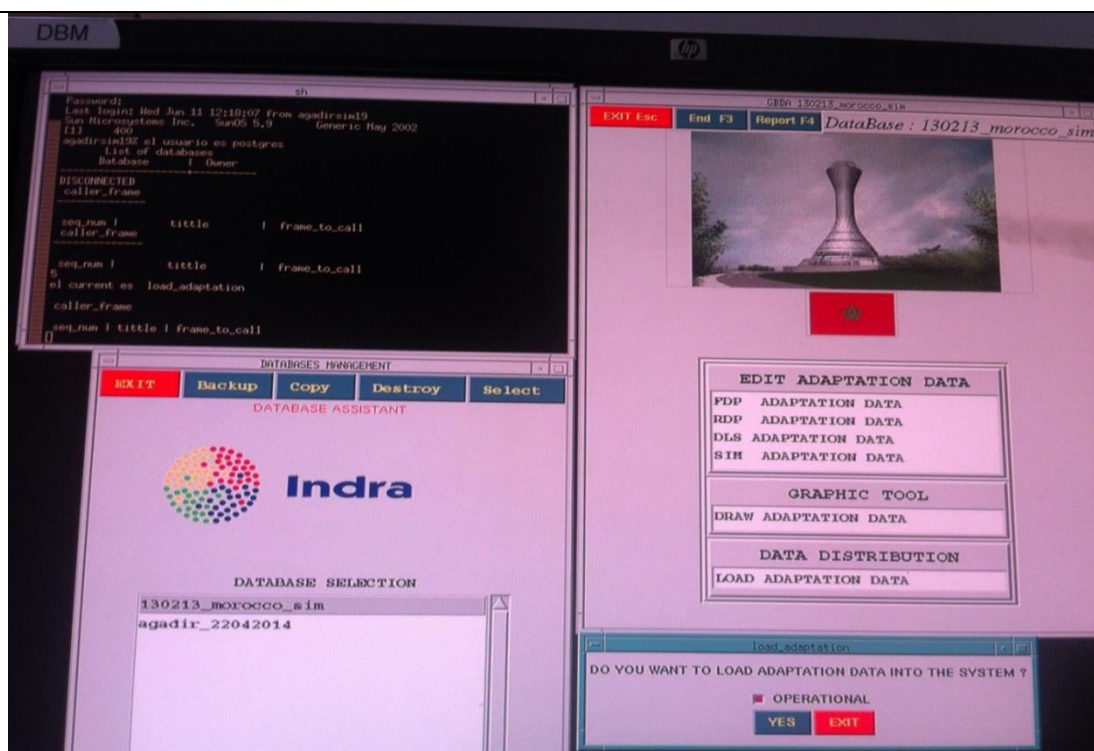 DBM
hp
sh
Password:
Last login: Wed Jun 11 12:18:07 from agadirsim19
Sun Microsystems Inc. SunOS 5.9 Generic May 2002
[1] 400
agadirsim19% el usuario es postgres
List of databases
Database | Owner
DISCONNECTED
caller_frame
seq_num | tittle | frame_to_call
caller_frame
seq_num | tittle | frame_to_call
5
el current es load_adaptation
caller_frame
seq_num | tittle | frame_to_call
DATABASES MANAGEMENT
EXIT Backup Copy Destroy Select
DATABASE ASSISTANT
Indra
DATABASE SELECTION
130213_morocco_sim
agadir_22042014
GBDA 130213_morocco_sim
EXIT Esc End F3 Report F4 DataBase : 130213_morocco_sim
EDIT ADAPTATION DATA
FDP ADAPTATION DATA
RDP ADAPTATION DATA
DLS ADAPTATION DATA
SIM ADAPTATION DATA
GRAPHIC TOOL
DRAW ADAPTATION DATA
DATA DISTRIBUTION
LOAD ADAPTATION DATA
load_adaptation
DO YOU WANT TO LOAD ADAPTATION DATA INTO THE SYSTEM ?
OPERATIONAL
YES EXIT